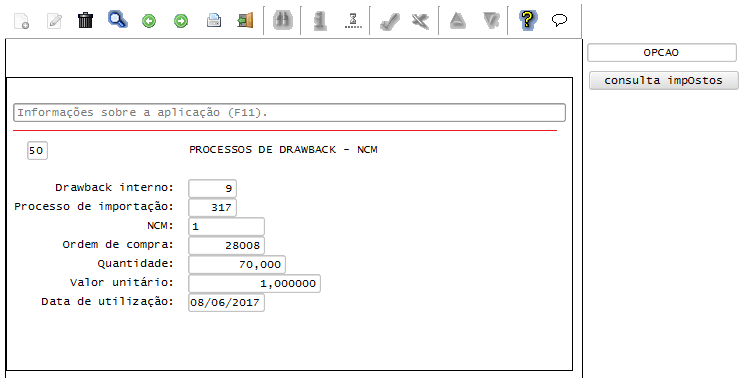 OPCAO
consulta impOstos
Informações sobre a aplicação (F11).
50 PROCESSOS DE DRAWBACK - NCM
Drawback interno: 9
Processo de importação: 317
NCM: 1
Ordem de compra: 28008
Quantidade: 70,000
Valor unitário: 1,000000
Data de utilização: 08/06/2017